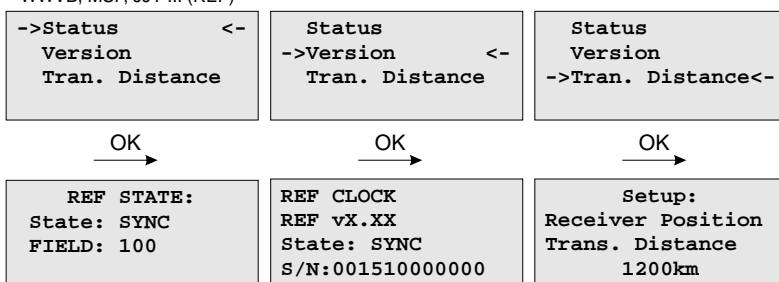 ->Status <-
Version
Tran. Distance
Status
->Version <-
Tran. Distance
Status
Version
->Tran. Distance<-
OK
OK
OK
REF STATE:
State: SYNC
FIELD: 100
REF CLOCK
REF vX.XX
State: SYNC
S/N:001510000000
Setup:
Receiver Position
Trans. Distance
1200km